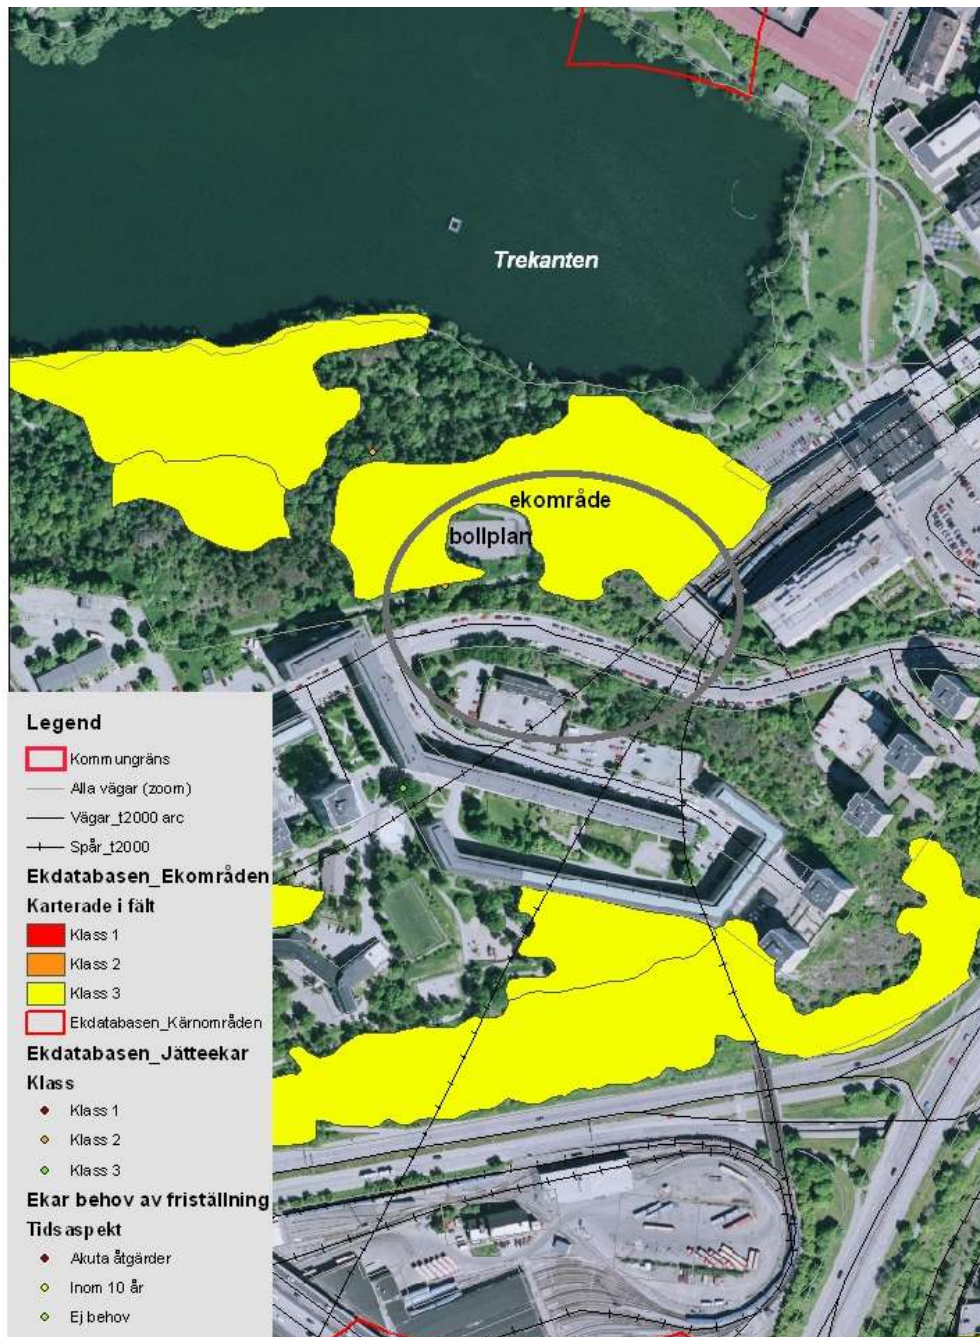 Trekanten
ekområde
bollplan
Legend
Kommungräns
Alla vägar (zoom)
Vägar_t2000 arc
Spår_t2000
Ekdatabasen_Ekområden
Karterade i fält
Klass 1
Klass 2
Klass 3
Ekdatabasen_Kärnområden
Ekdatabasen_Jätteekar
Klass
Klass 1
Klass 2
Klass 3
Ekar behov av friställning
Tidsaspekt
Akuta åtgärder
Inom 10 år
Ej behov